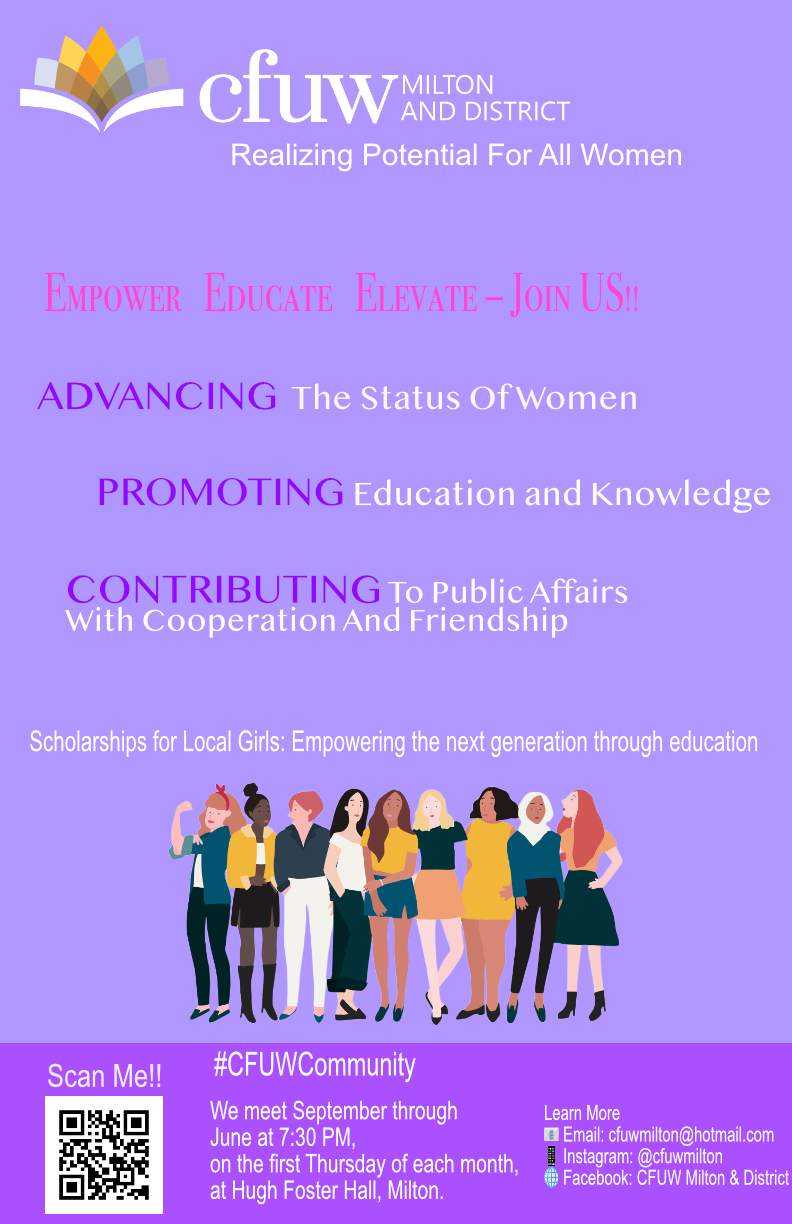 cfuw MILTON
AND DISTRICT
Realizing Potential For All Women
Empower Educate Elevate – Join US!!
ADVANCING The Status Of Women
PROMOTING Education and Knowledge
CONTRIBUTING To Public Affairs
With Cooperation And Friendship
Scholarships for Local Girls: Empowering the next generation through education
Scan Me!!
#CFUWCommunity
We meet September through
June at 7:30 PM,
on the first Thursday of each month,
at Hugh Foster Hall, Milton.
Learn More
📧 Email: cfuwmilton@hotmail.com
📱 Instagram: @cfuwmilton
🌐 Facebook: CFUW Milton & District